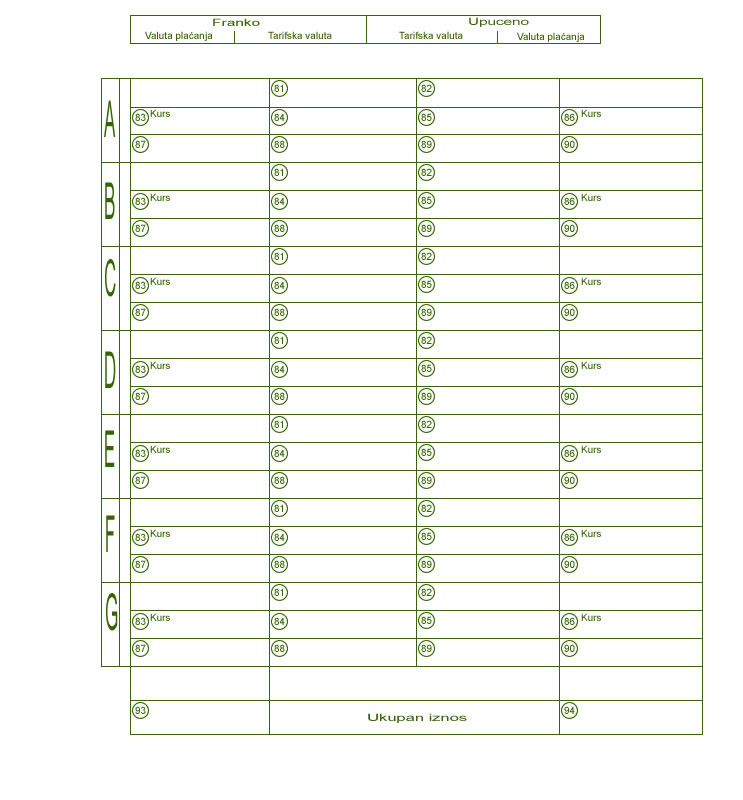 Franko Upuceno
Valuta plaćanja Tarifska valuta Tarifska valuta Valuta plaćanja
A
81 82
83 Kurs 84 85 86 Kurs
87 88 89 90
B
81 82
83 Kurs 84 85 86 Kurs
87 88 89 90
C
81 82
83 Kurs 84 85 86 Kurs
87 88 89 90
D
81 82
83 Kurs 84 85 86 Kurs
87 88 89 90
E
81 82
83 Kurs 84 85 86 Kurs
87 88 89 90
F
81 82
83 Kurs 84 85 86 Kurs
87 88 89 90
G
81 82
83 Kurs 84 85 86 Kurs
87 88 89 90
93 Ukupan iznos 94